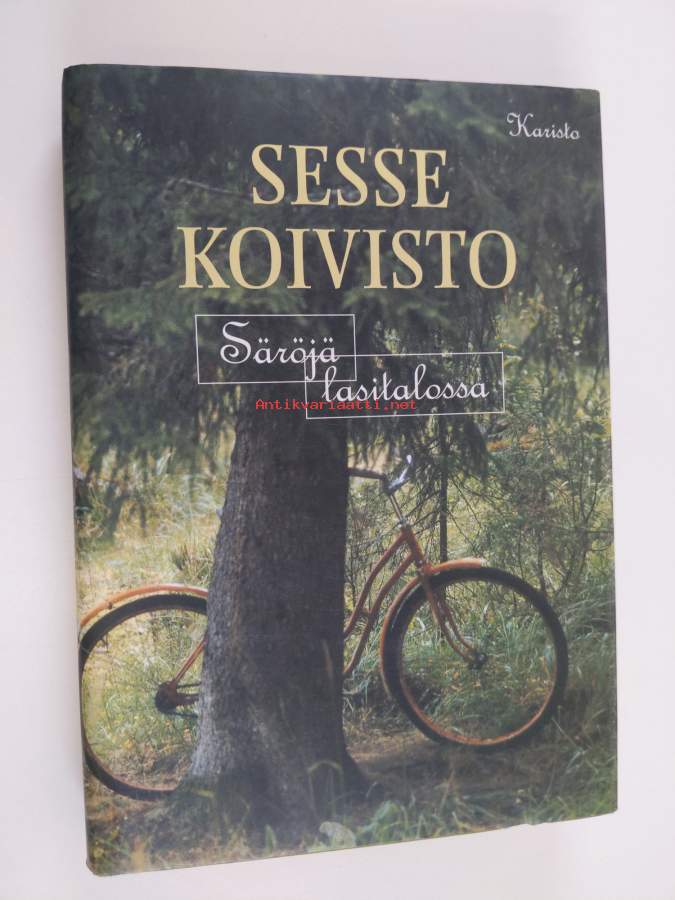 Karisto
SESSE
KOIVISTO
Säröjä
lasitalossa
Antikvariaatti.net